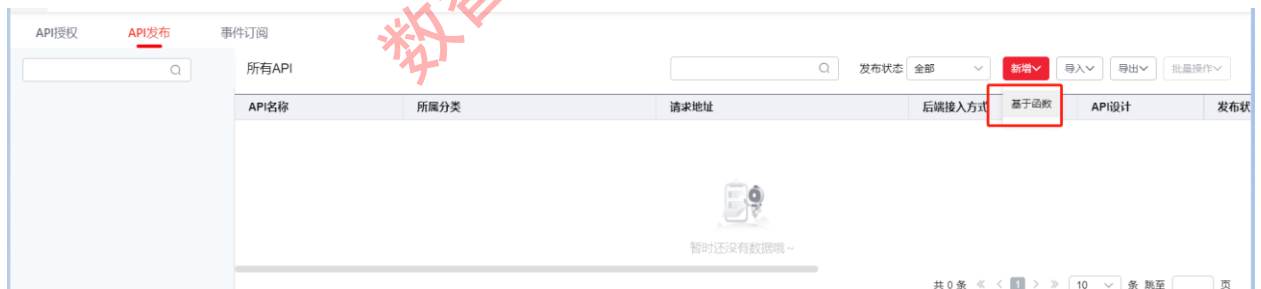 API授权 API发布 事件订阅
所有API 发布状态 全部 新增 导入 导出 批量操作
API名称 所属分类 请求地址 后端接入方式 基于函数 API设计 发布状
暂时还没有数据哦~
共 0 条 « < 1 > » 10 条 跳至 页